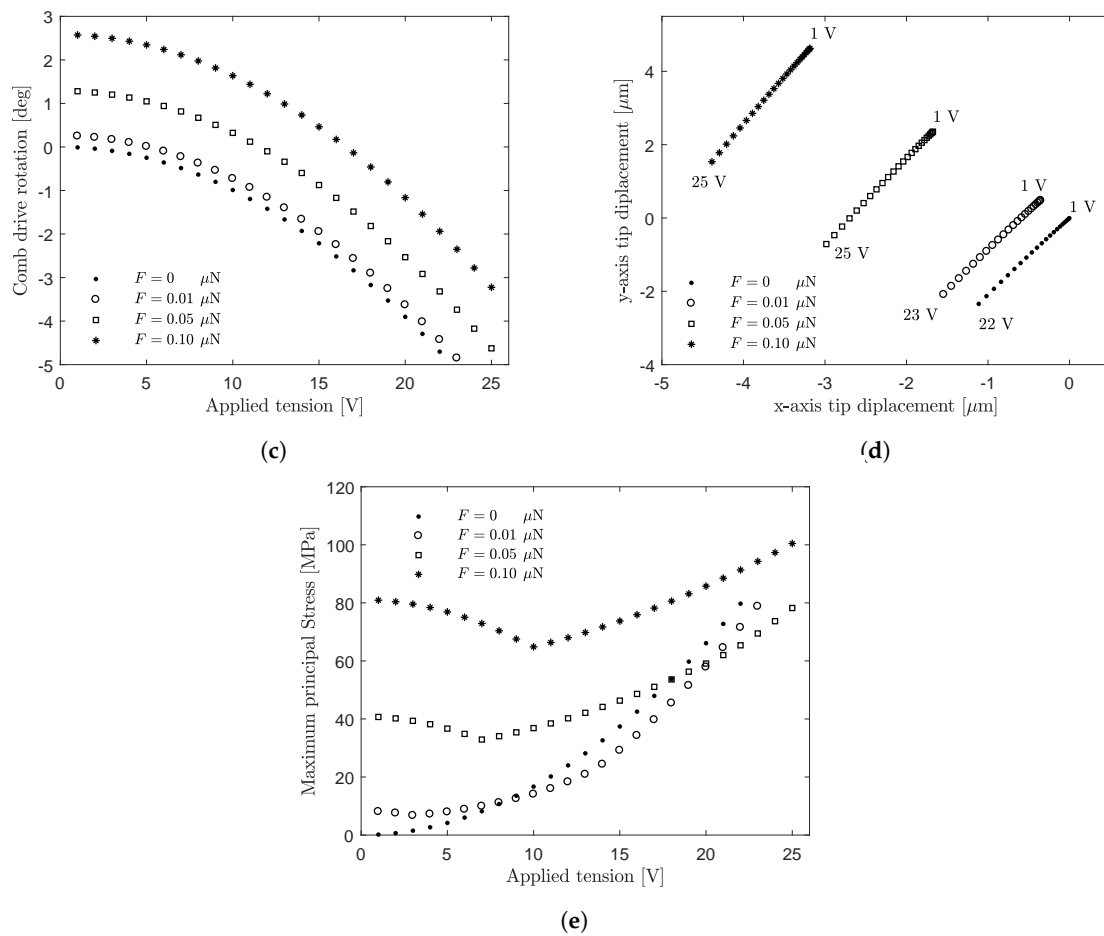 3
2
1
0
-1
-2
-3
-4
-5
Comb drive rotation [deg]
F = 0 μN
F = 0.01 μN
F = 0.05 μN
F = 0.10 μN
0 5 10 15 20 25
Applied tension [V]
(c)
4
2
0
-2
-4
y-axis tip diplacement [μm]
1 V
25 V
1 V
25 V
1 V
23 V
1 V
22 V
F = 0 μN
F = 0.01 μN
F = 0.05 μN
F = 0.10 μN
-5 -4 -3 -2 -1 0
x-axis tip diplacement [μm]
(d)
120
100
80
60
40
20
0
Maximum principal Stress [MPa]
F = 0 μN
F = 0.01 μN
F = 0.05 μN
F = 0.10 μN
0 5 10 15 20 25
Applied tension [V]
(e)